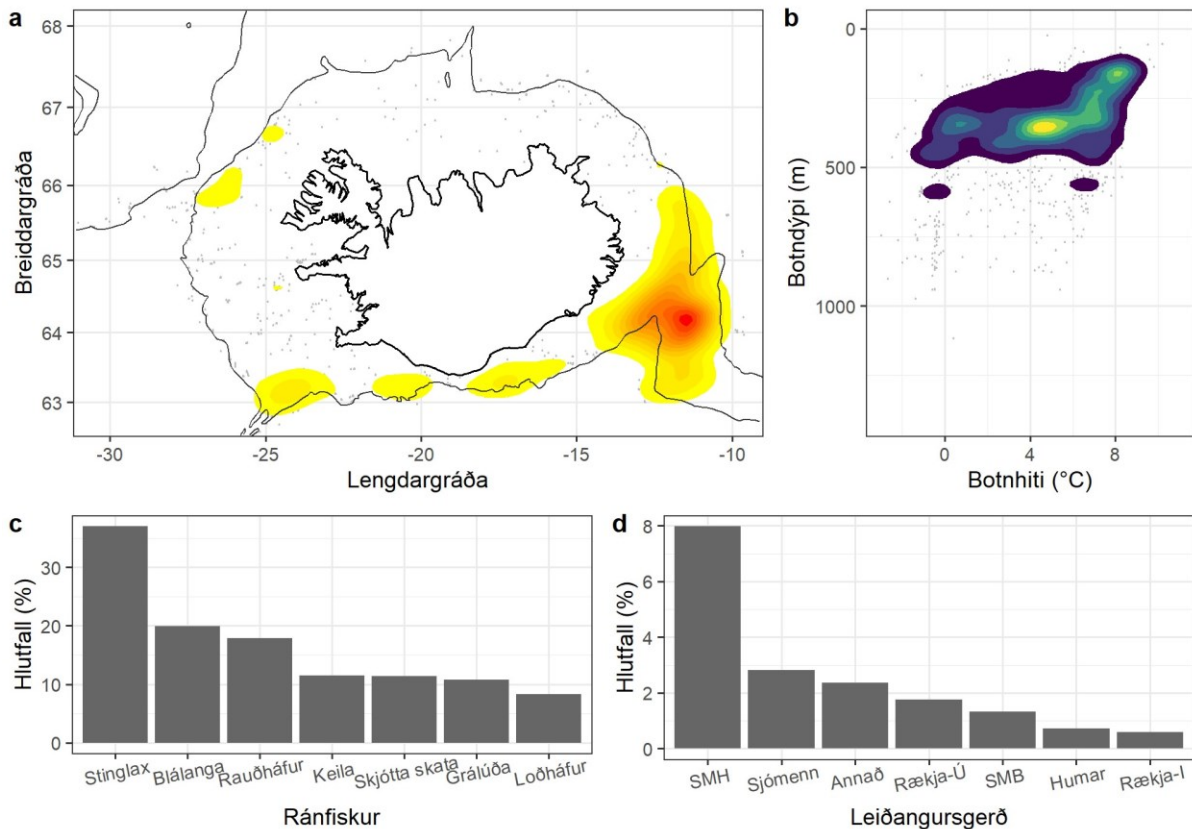 a
68
67
66
65
64
63
Breiddargráða
-30
-25
-20
-15
-10
Lengdargráða
b
0
500
1000
Botndýpi (m)
0
4
8
Botnhiti (°C)
c
30
20
10
0
Hlutfall (%)
Stinglax
Blálanga
Rauðháfur
Keila
Skjótta skata
Grálúða
Loðháfur
Ránfiskur
d
8
6
4
2
0
Hlutfall (%)
SMH
Sjómenn
Annað
Rækja-Ú
SMB
Humar
Rækja-I
Leiðangursgerð